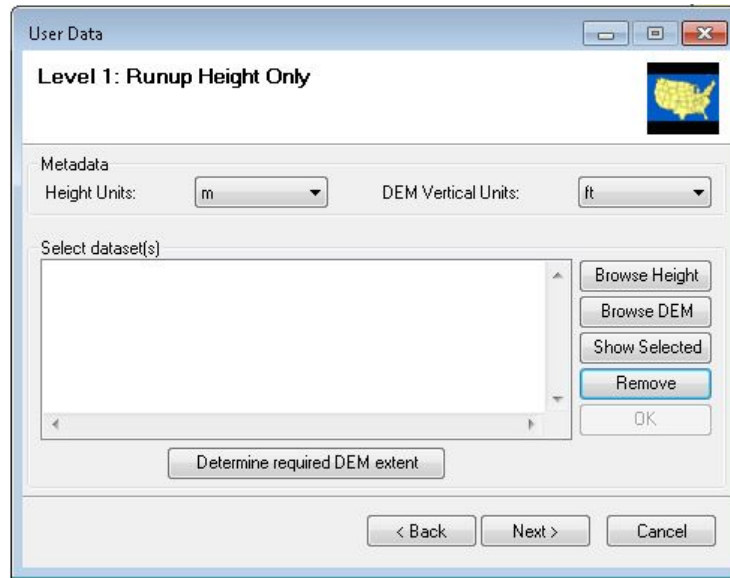 User Data
Level 1: Runup Height Only
Metadata
Height Units: m DEM Vertical Units: ft
Select dataset(s)
Browse Height
Browse DEM
Show Selected
Remove
OK
Determine required DEM extent
< Back Next > Cancel